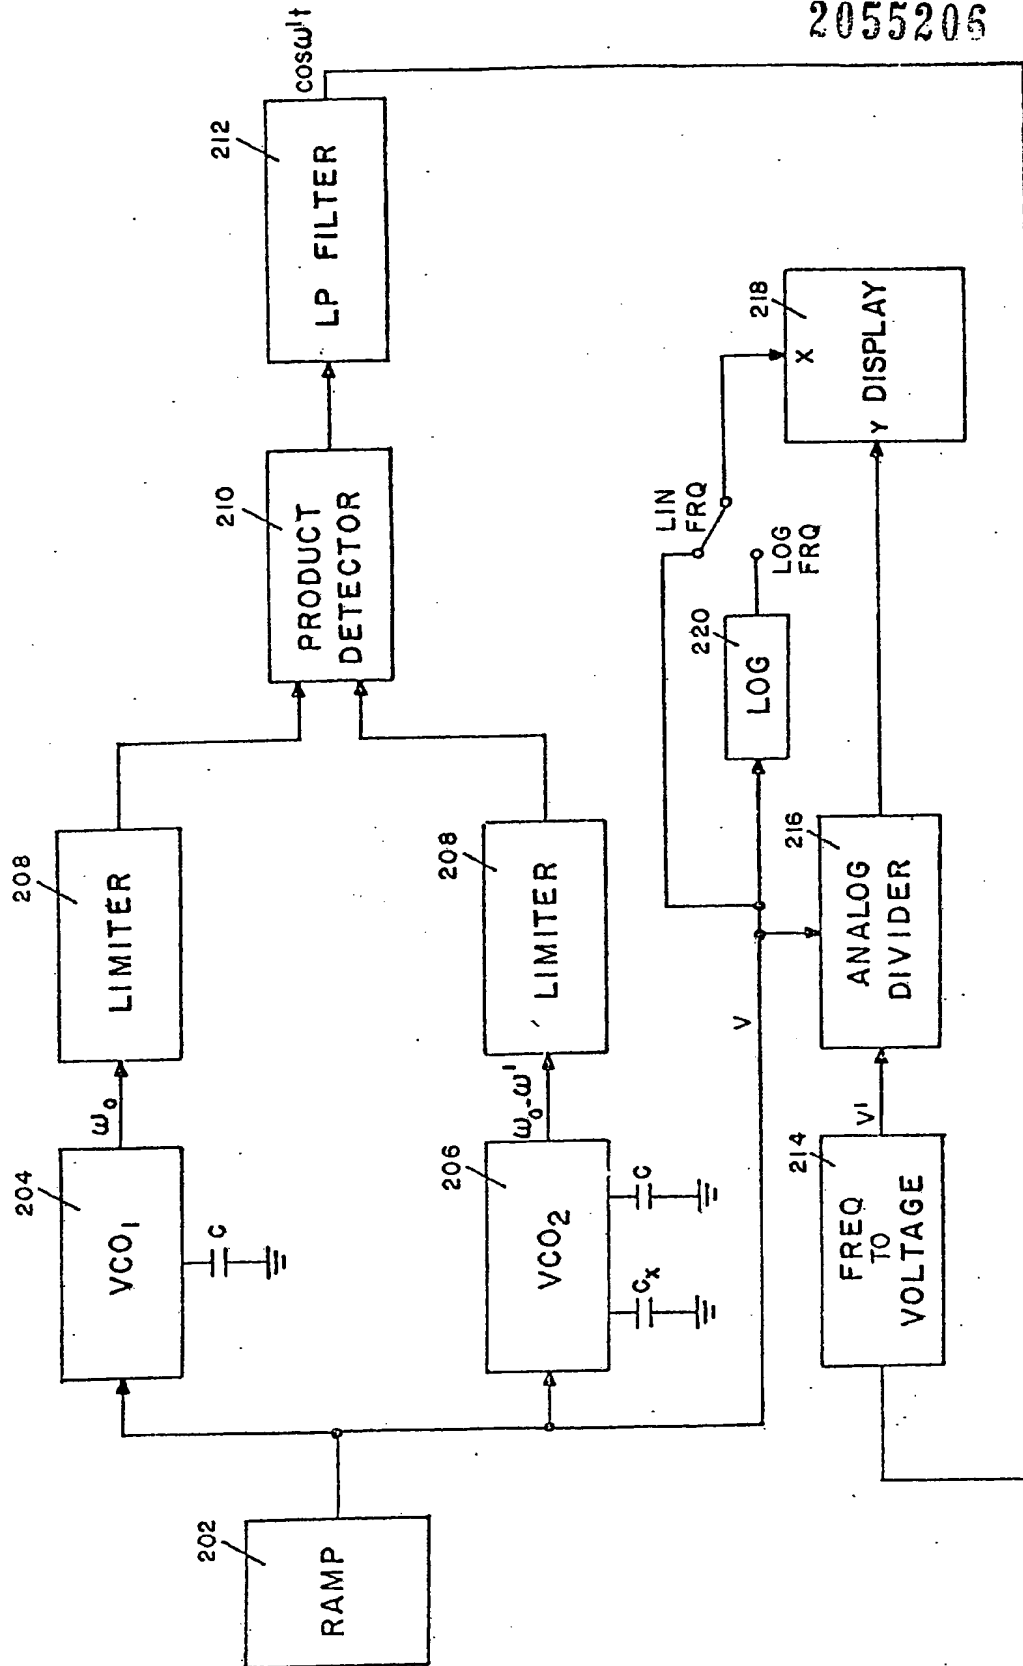 2055206
202
RAMP
204
VCO1
C
ω0
208
LIMITER
206
VCO2
Cx
C
ω0-ω'
208
LIMITER
210
PRODUCT
DETECTOR
212
LP FILTER
cosω't
V
220
LOG
LIN
FRQ
LOG
FRQ
214
FREQ
TO
VOLTAGE
V'
216
ANALOG
DIVIDER
218
X
Y DISPLAY